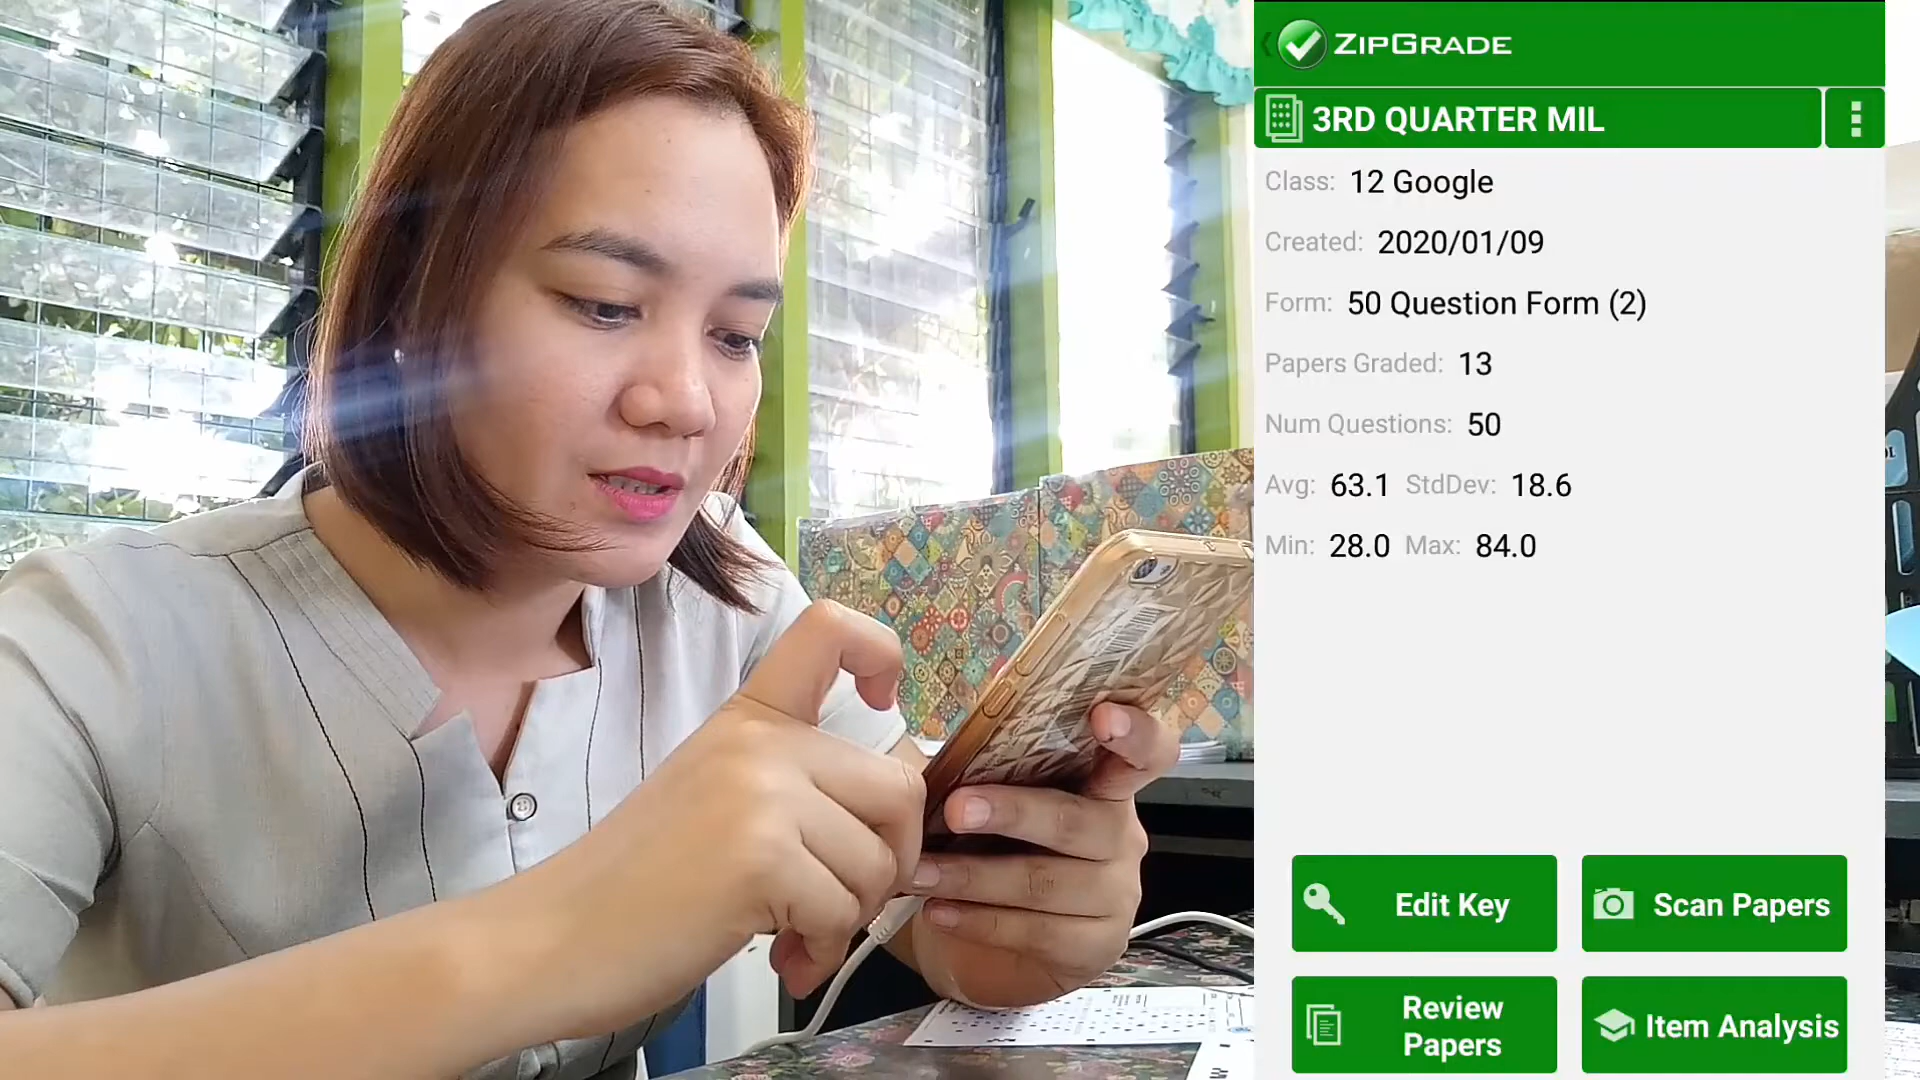 ZIPGRADE
3RD QUARTER MIL
Class: 12 Google
Created: 2020/01/09
Form: 50 Question Form (2)
Papers Graded: 13
Num Questions: 50
Avg: 63.1 StdDev: 18.6
Min: 28.0 Max: 84.0
Edit Key
Scan Papers
Review
Papers
Item Analysis